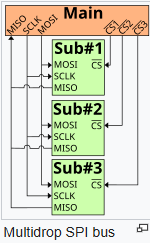 Main
MISO SCLK MOSI CS1 CS2 CS3
Sub#1
MOSI CS
SCLK
MISO
Sub#2
MOSI CS
SCLK
MISO
Sub#3
MOSI CS
SCLK
MISO
Multidrop SPI bus